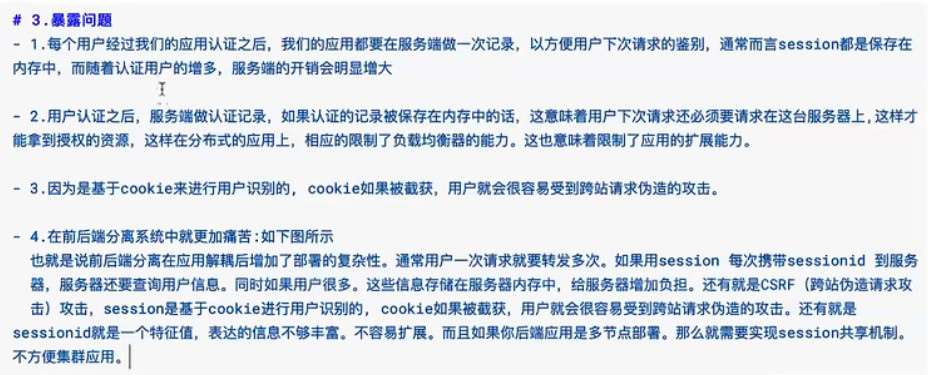 # 3.暴露问题
- 1.每个用户经过我们的应用认证之后，我们的应用都要在服务端做一次记录，以方便用户下次请求的鉴别，通常而言session都是保存在
内存中，而随着认证用户的增多，服务端的开销会明显增大
- 2.用户认证之后，服务端做认证记录，如果认证的记录被保存在内存中的话，这意味着用户下次请求还必须要请求在这台服务器上,这样才
能拿到授权的资源，这样在分布式的应用上，相应的限制了负载均衡器的能力。这也意味着限制了应用的扩展能力。
- 3.因为是基于cookie来进行用户识别的, cookie如果被截获，用户就会很容易受到跨站请求伪造的攻击。
- 4.在前后端分离系统中就更加痛苦:如下图所示
也就是说前后端分离在应用解耦后增加了部署的复杂性。通常用户一次请求就要转发多次。如果用session 每次携带sessionid 到服务
器，服务器还要查询用户信息。同时如果用户很多。这些信息存储在服务器内存中，给服务器增加负担。还有就是CSRF（跨站伪造请求攻
击）攻击，session是基于cookie进行用户识别的, cookie如果被截获，用户就会很容易受到跨站请求伪造的攻击。还有就是
sessionid就是一个特征值，表达的信息不够丰富。不容易扩展。而且如果你后端应用是多节点部署。那么就需要实现session共享机制。
不方便集群应用。